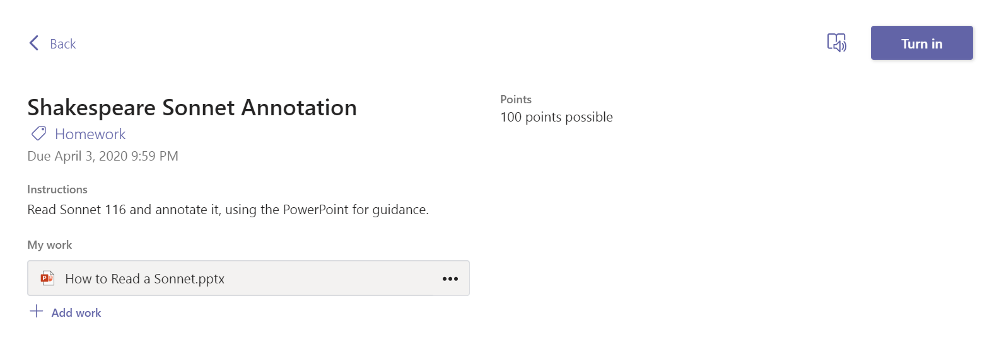 Back
Turn in
Shakespeare Sonnet Annotation
Homework
Due April 3, 2020 9:59 PM
Points
100 points possible
Instructions
Read Sonnet 116 and annotate it, using the PowerPoint for guidance.
My work
P How to Read a Sonnet.pptx
Add work